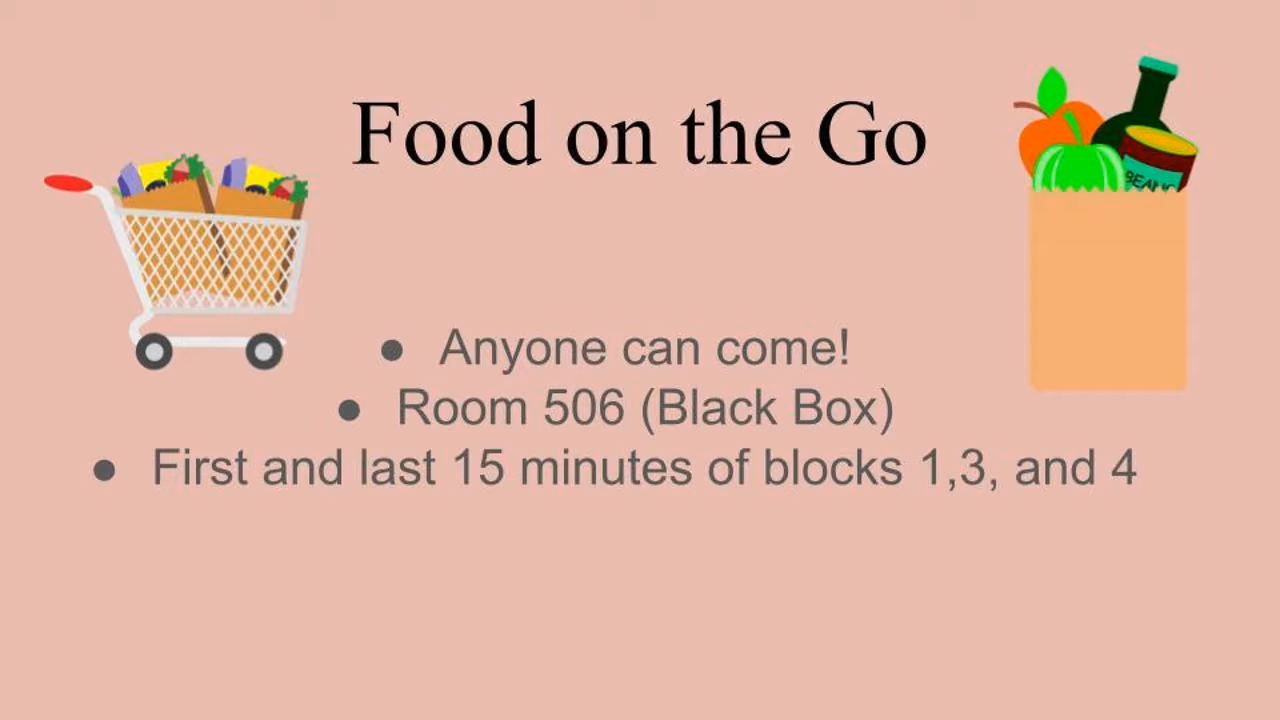 Food on the Go
BEANS
● Anyone can come!
● Room 506 (Black Box)
● First and last 15 minutes of blocks 1,3, and 4